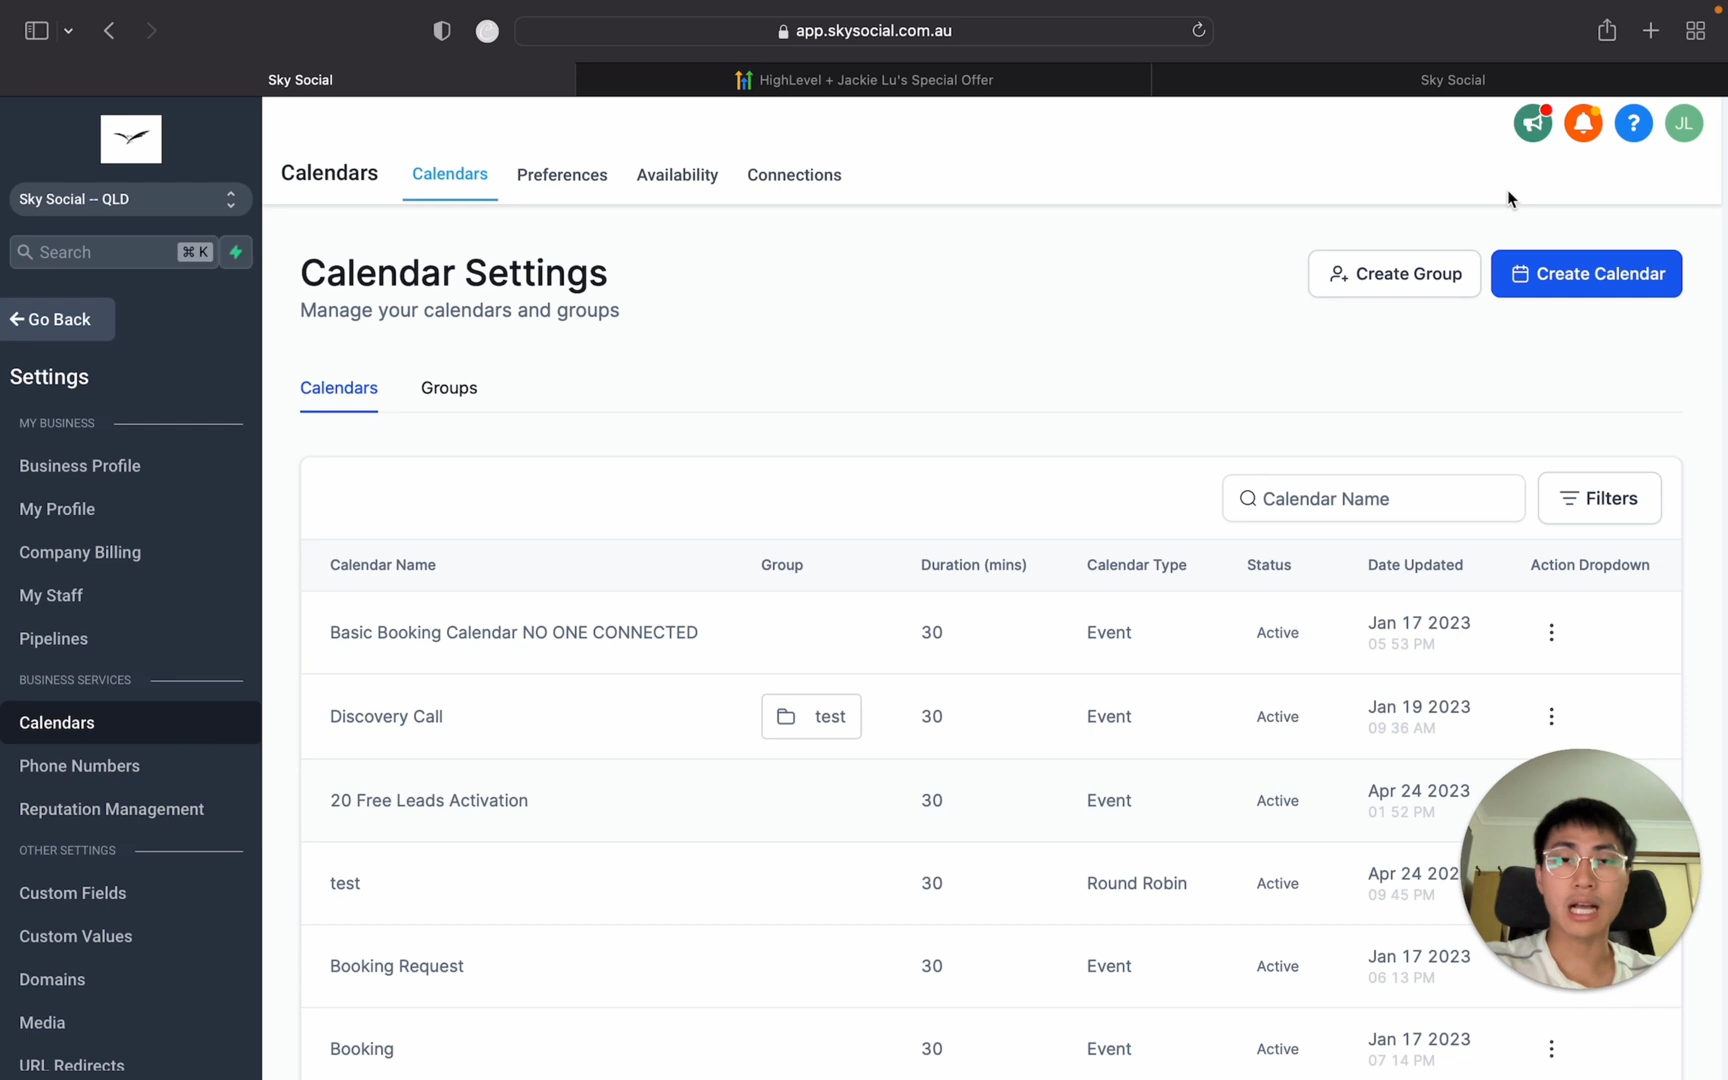 app.skysocial.com.au
Sky Social
HighLevel + Jackie Lu's Special Offer
Sky Social
Sky Social -- QLD
Search
⌘ K
Go Back
Settings
MY BUSINESS
Business Profile
My Profile
Company Billing
My Staff
Pipelines
BUSINESS SERVICES
Calendars
Phone Numbers
Reputation Management
OTHER SETTINGS
Custom Fields
Custom Values
Domains
Media
URL Redirects
? JL
Calendars Calendars Preferences Availability Connections
Calendar Settings
Manage your calendars and groups
Create Group
Create Calendar
Calendars Groups
Calendar Name
Filters
Calendar Name Group Duration (mins) Calendar Type Status Date Updated Action Dropdown
Basic Booking Calendar NO ONE CONNECTED 30 Event Active Jan 17 2023
05 53 PM
Discovery Call test 30 Event Active Jan 19 2023
09 36 AM
20 Free Leads Activation 30 Event Active Apr 24 2023
01 52 PM
test 30 Round Robin Active Apr 24 202
09 45 PM
Booking Request 30 Event Active Jan 17 2023
06 13 PM
Booking 30 Event Active Jan 17 2023
07 14 PM